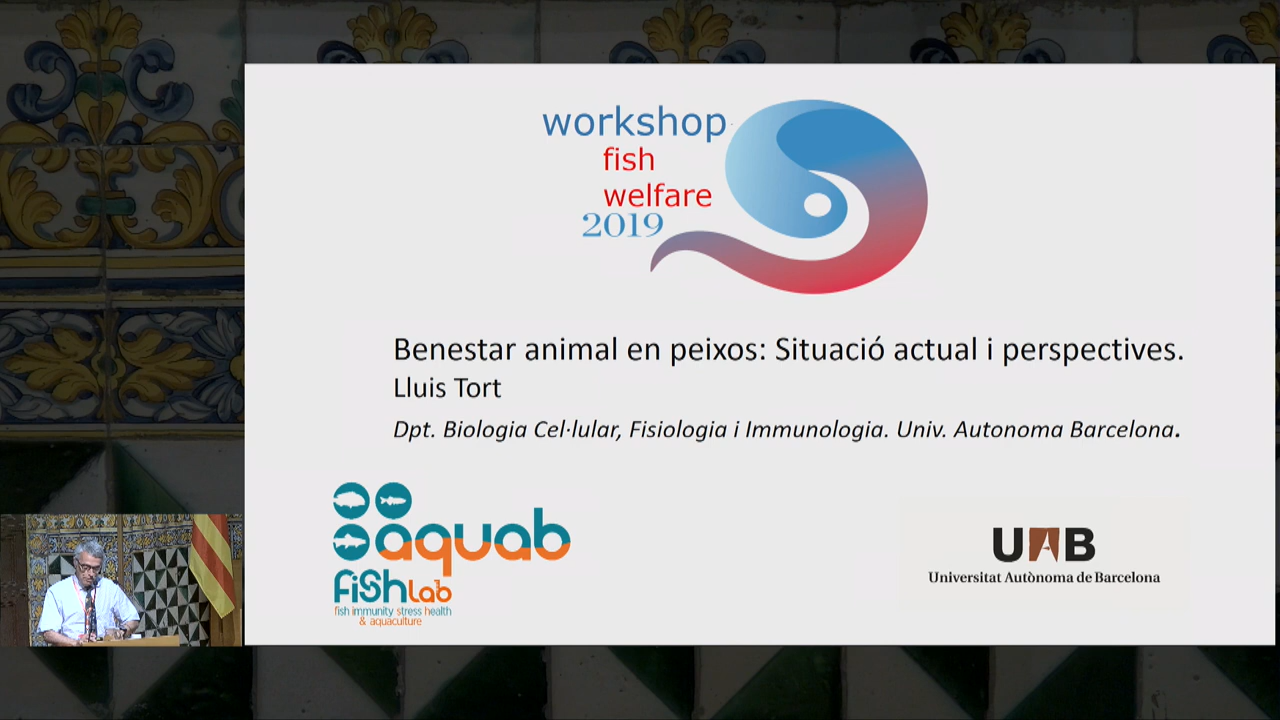 workshop
fish
welfare
2019
Benestar animal en peixos: Situació actual i perspectives.
Lluis Tort
Dpt. Biologia Cel·lular, Fisiologia i Immunologia. Univ. Autonoma Barcelona.
aquab
fishlab
fish immunity stress health
& aquaculture
UAB
Universitat Autònoma de Barcelona